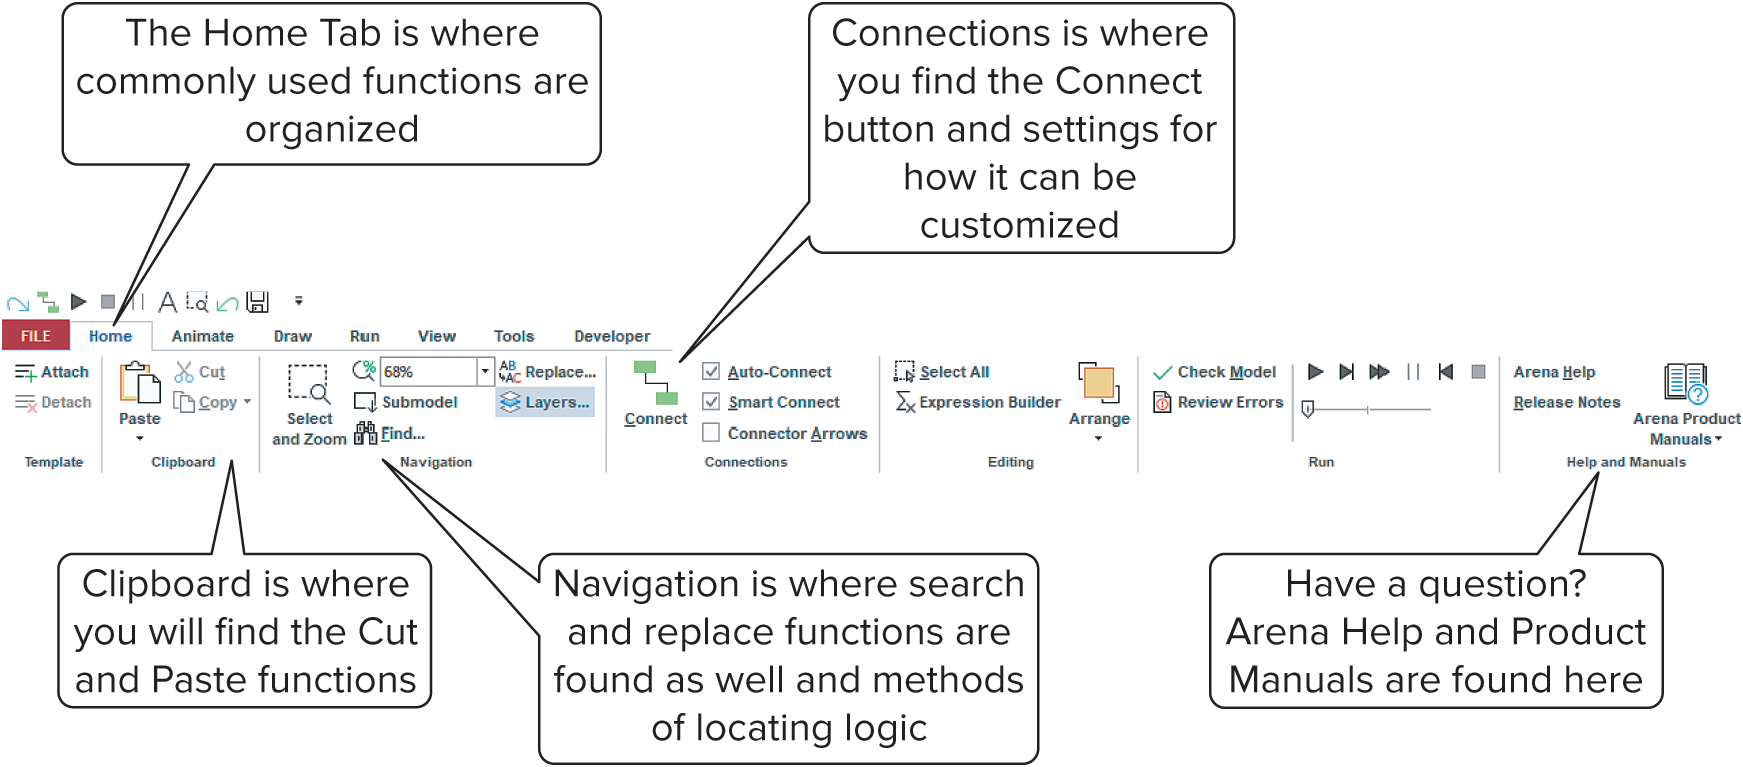 The Home Tab is where
commonly used functions are
organized
Connections is where
you find the Connect
button and settings for
how it can be
customized
A
FILE Home Animate Draw Run View Tools Developer
Attach
Detach
Template
Paste
Cut
Copy
Clipboard
Select
and Zoom
%
68%
Submodel
Find...
AB
AC
Replace...
Layers...
Navigation
Connect
Auto-Connect
Smart Connect
Connector Arrows
Connections
Select All
Expression Builder
Arrange
Editing
Check Model
Review Errors
Run
Arena Help
Release Notes
Arena Product
Manuals
Help and Manuals
Clipboard is where
you will find the Cut
and Paste functions
Navigation is where search
and replace functions are
found as well and methods
of locating logic
Have a question?
Arena Help and Product
Manuals are found here